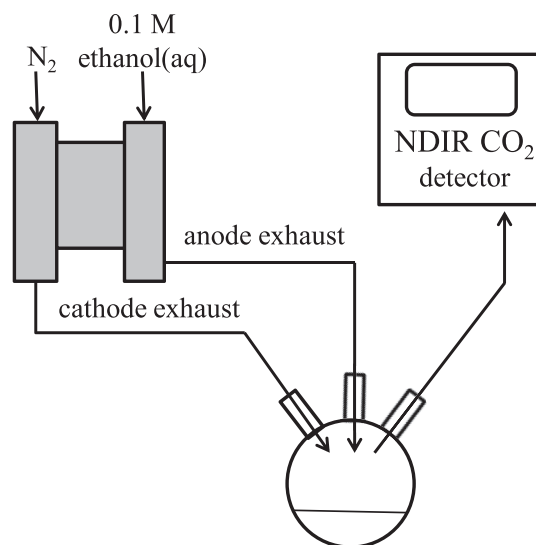 N₂
0.1 M
ethanol(aq)
NDIR CO₂
detector
anode exhaust
cathode exhaust